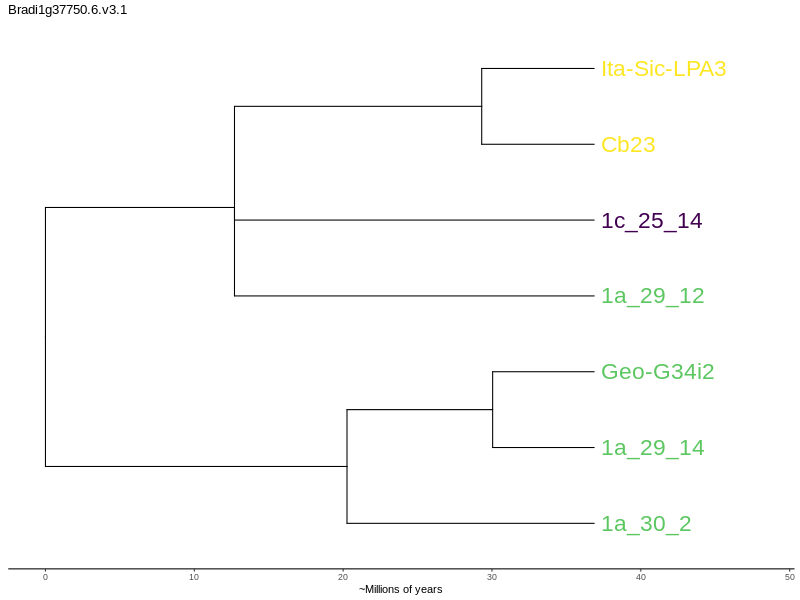 Bradi1g37750.6.v3.1
Ita-Sic-LPA3
Cb23
1c_25_14
1a_29_12
Geo-G34i2
1a_29_14
1a_30_2
0 10 20 30 40 50
~Millions of years